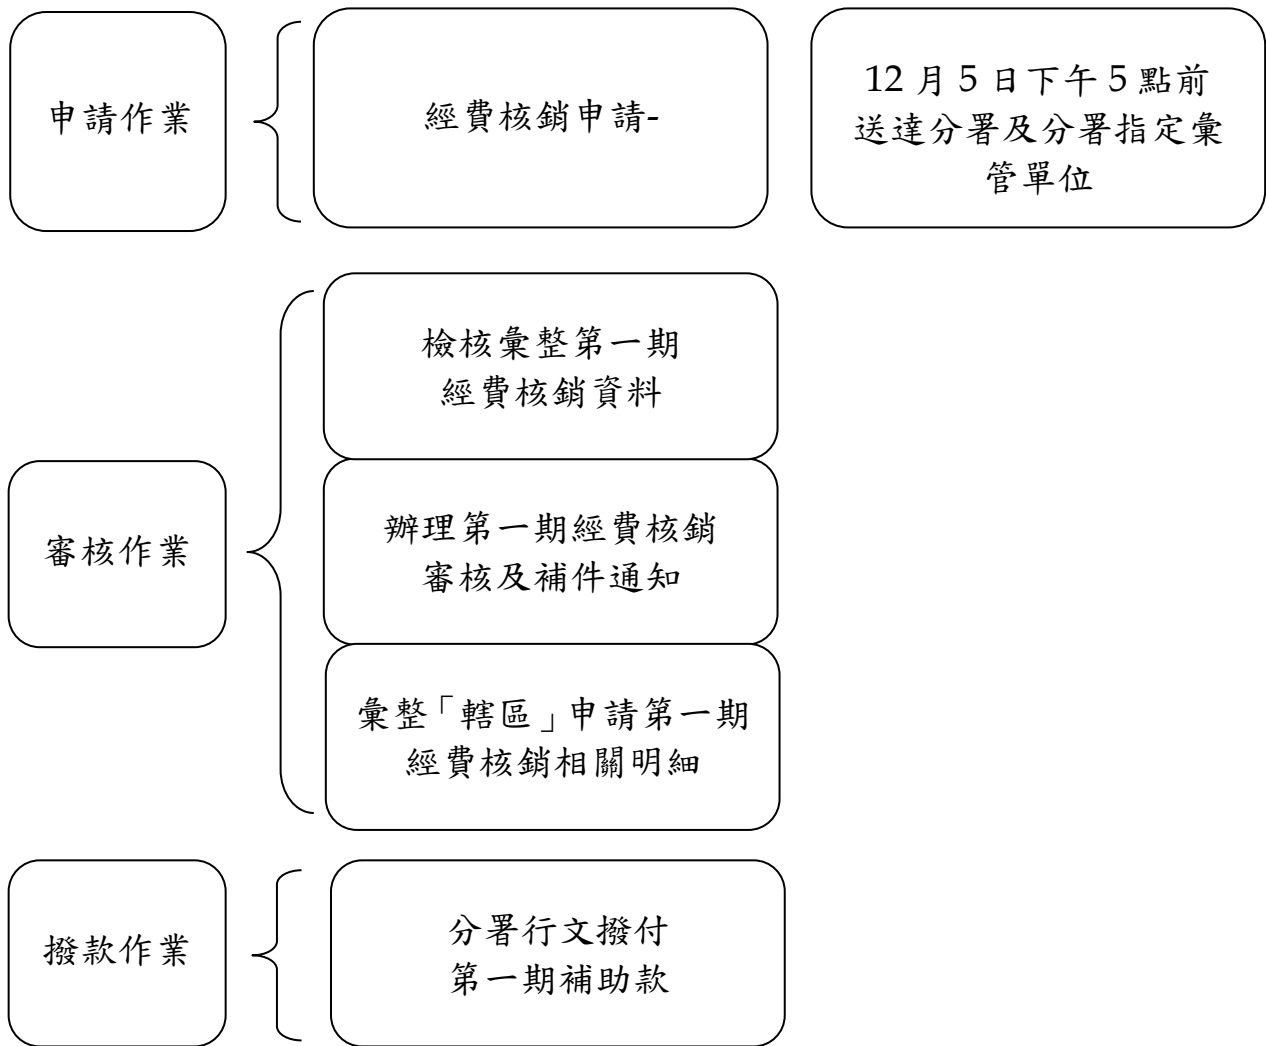 申請作業
經費核銷申請-
12 月 5 日下午 5 點前
送達分署及分署指定彙
管單位
檢核彙整第一期
經費核銷資料
審核作業
辦理第一期經費核銷
審核及補件通知
彙整「轄區」申請第一期
經費核銷相關明細
撥款作業
分署行文撥付
第一期補助款